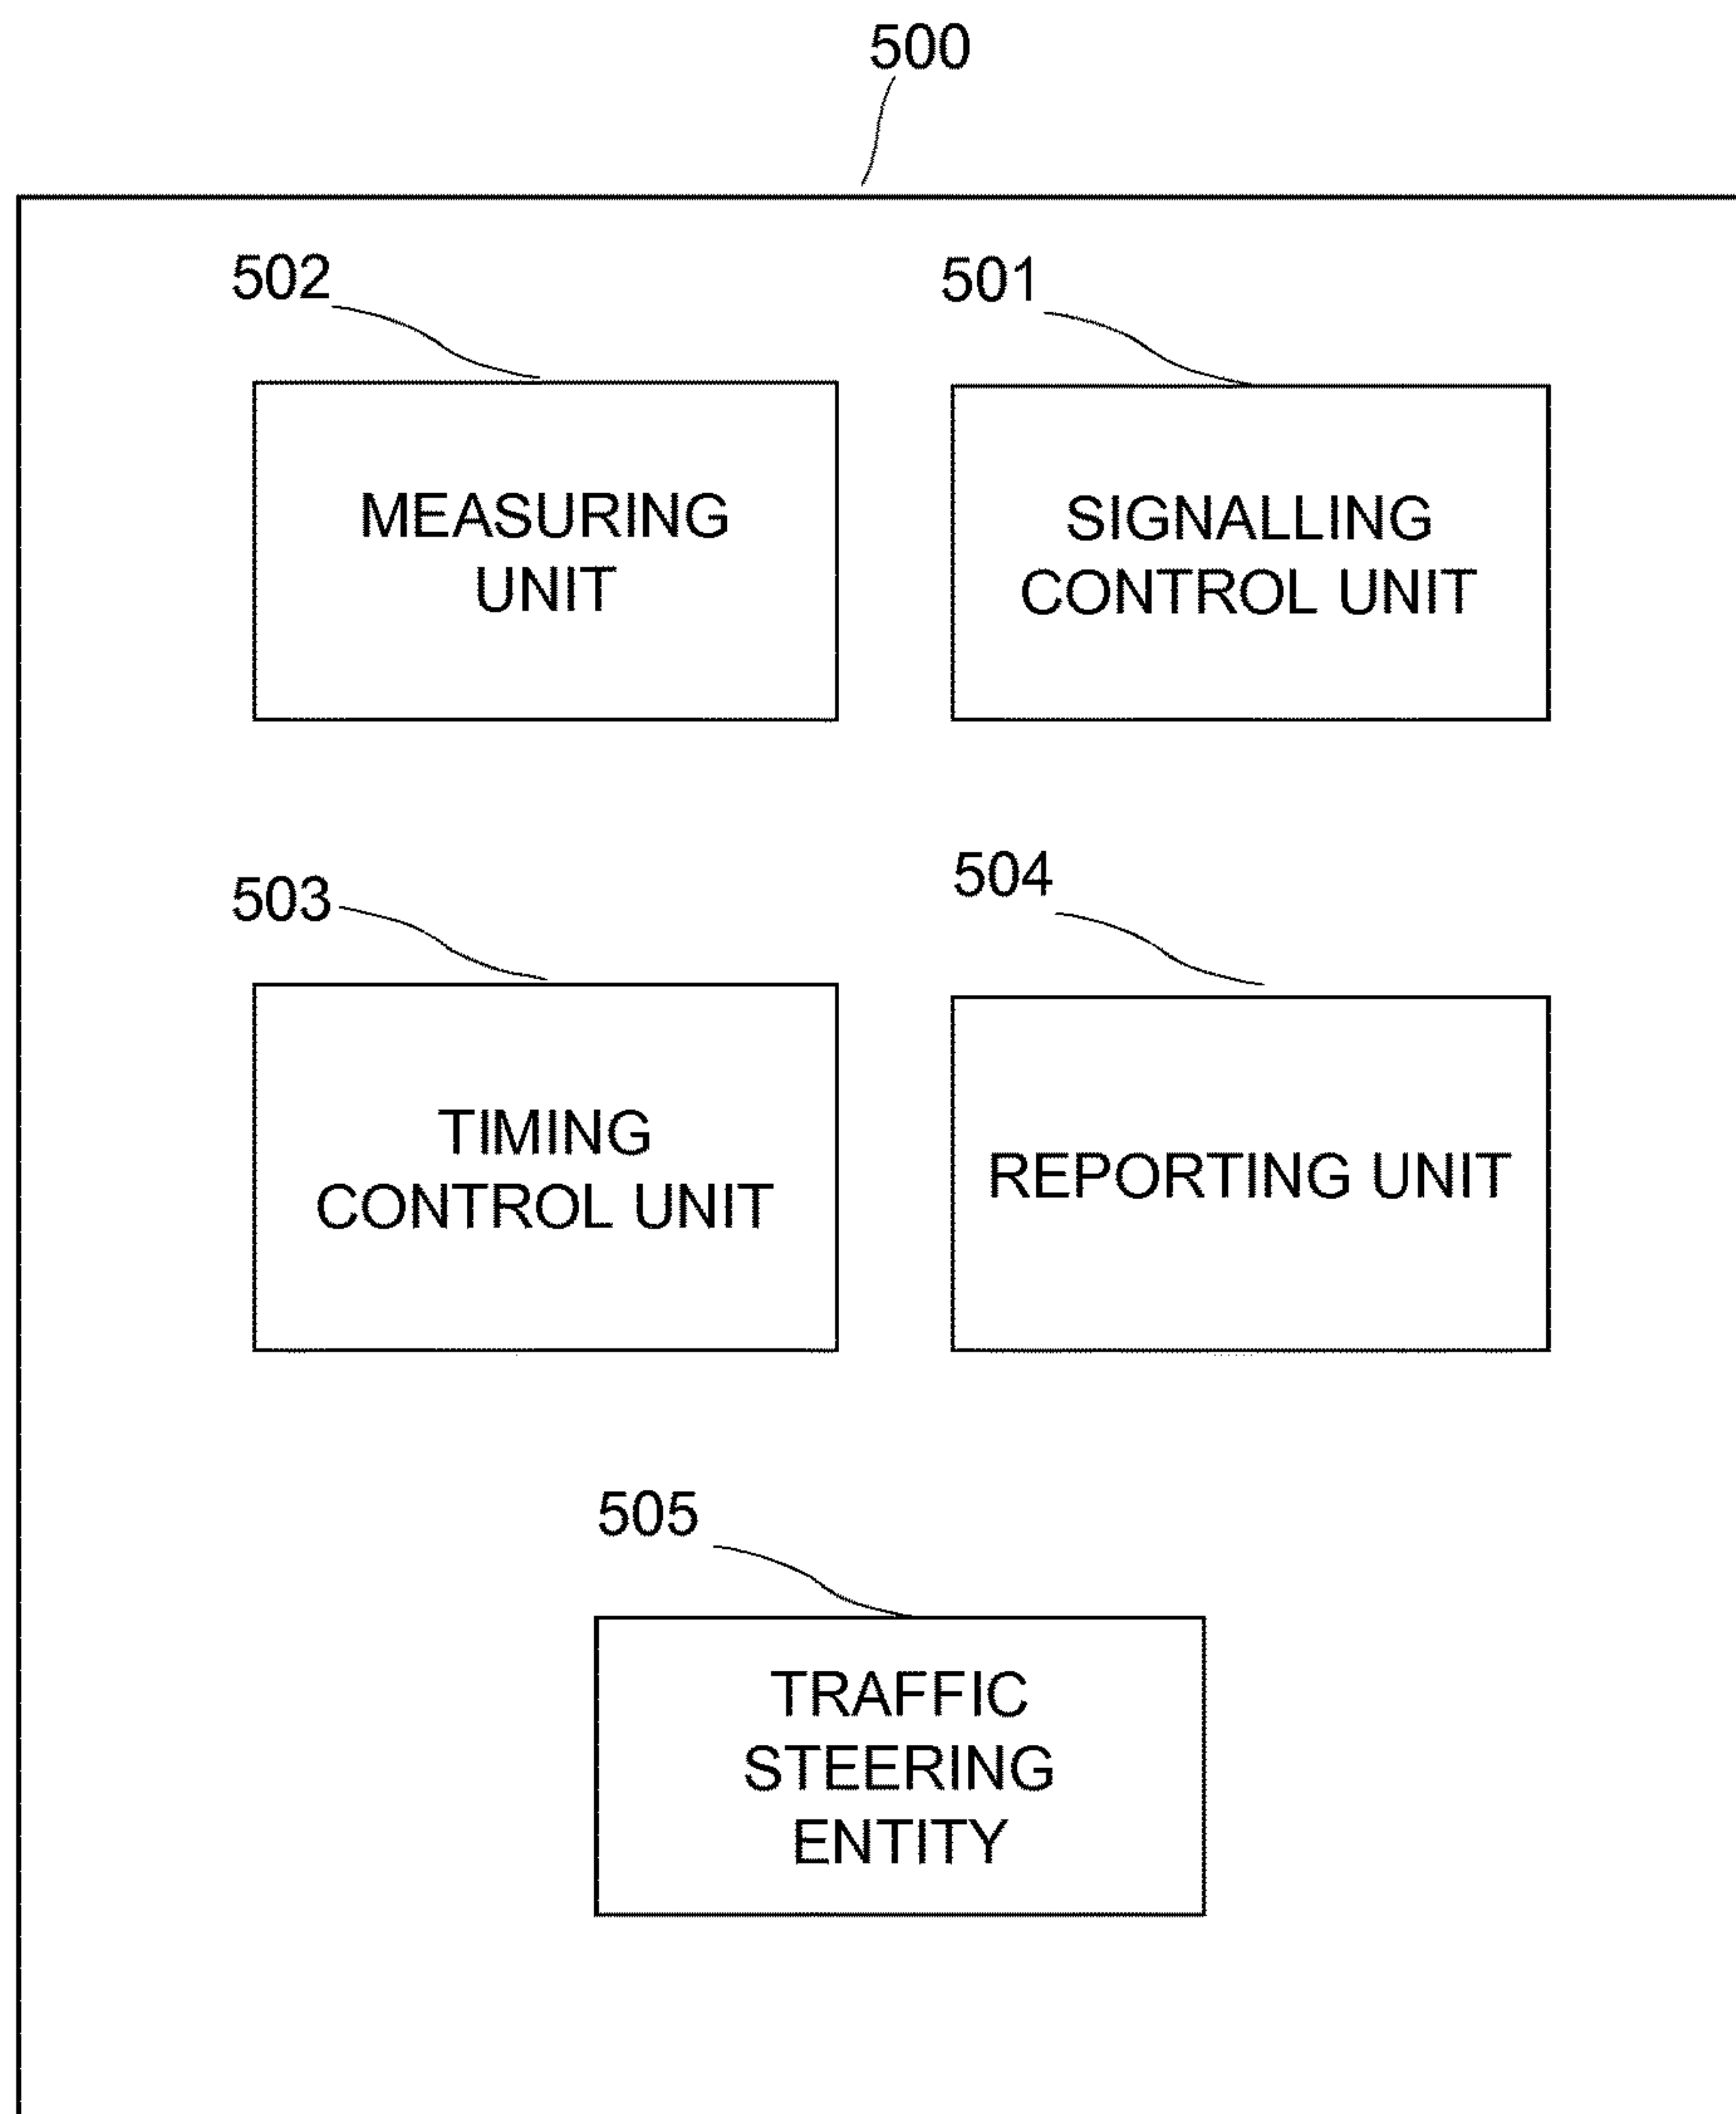 500
502
501
MEASURING
UNIT
SIGNALLING
CONTROL UNIT
503
504
TIMING
CONTROL UNIT
REPORTING UNIT
505
TRAFFIC
STEERING
ENTITY